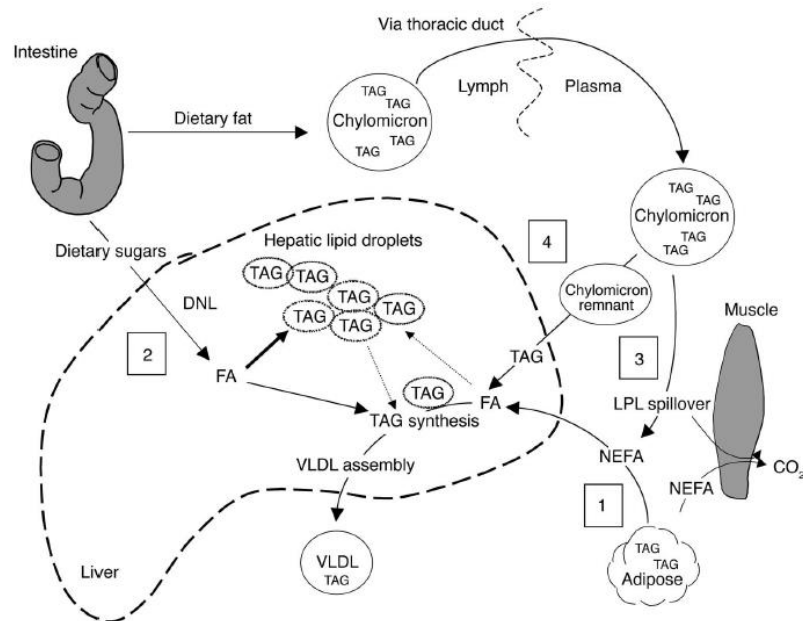 Via thoracic duct
Intestine
Lymph
Plasma
TAG
TAG
Chylomicron
TAG
TAG
Dietary fat
TAG
TAG
Chylomicron
TAG
TAG
Dietary sugars
Hepatic lipid droplets
4
TAG
TAG
Chylomicron
remnant
Muscle
DNL
TAG
TAG
TAG
TAG
2
TAG
3
FA
TAG
FA
LPL spillover
TAG synthesis
NEFA
CO2
VLDL assembly
NEFA
1
VLDL
TAG
TAG
TAG
Adipose
Liver